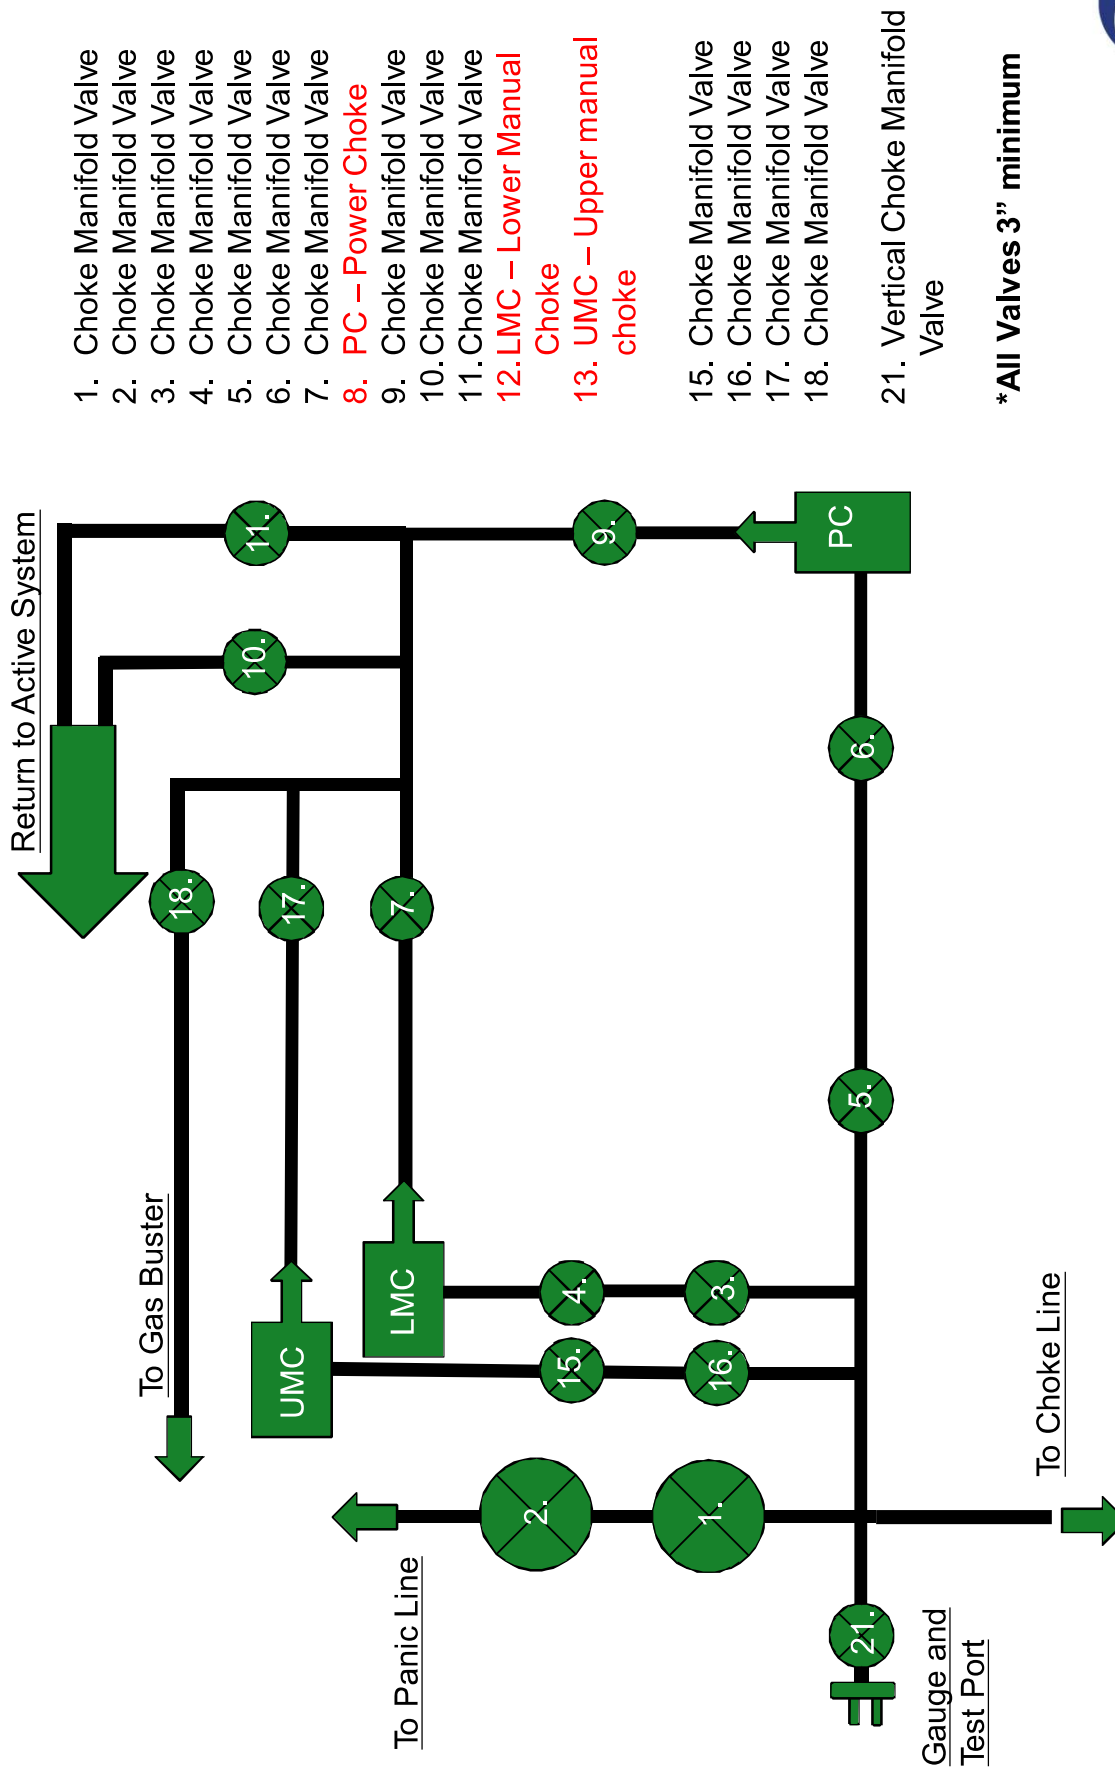 Return to Active System
To Gas Buster
To Panic Line
Gauge and
Test Port
To Choke Line
UMC
LMC
PC
18.
17.
7.
10.
11.
9.
6.
5.
4.
3.
15.
16.
2.
1.
21.
1. Choke Manifold Valve
2. Choke Manifold Valve
3. Choke Manifold Valve
4. Choke Manifold Valve
5. Choke Manifold Valve
6. Choke Manifold Valve
7. Choke Manifold Valve
8. PC – Power Choke
9. Choke Manifold Valve
10. Choke Manifold Valve
11. Choke Manifold Valve
12. LMC – Lower Manual
Choke
13. UMC – Upper manual
choke
15. Choke Manifold Valve
16. Choke Manifold Valve
17. Choke Manifold Valve
18. Choke Manifold Valve
21. Vertical Choke Manifold
Valve
*All Valves 3” minimum